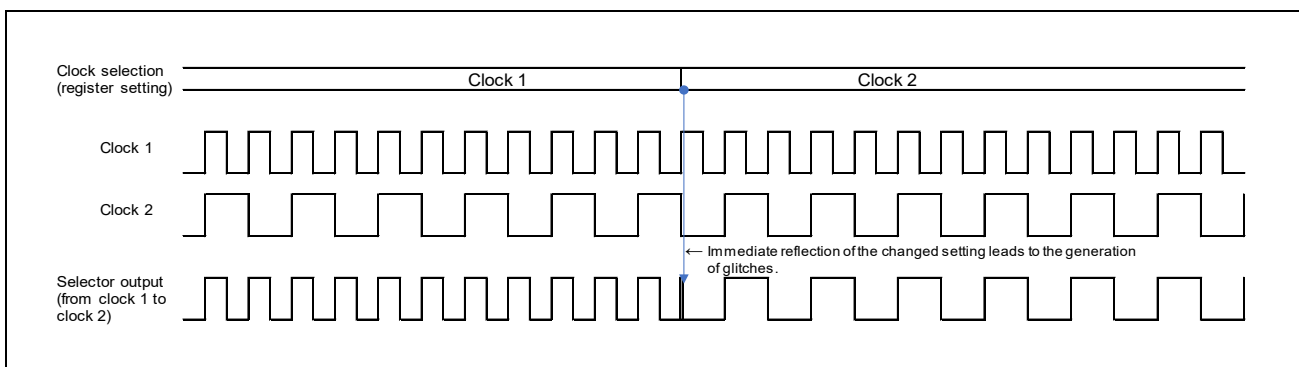 Clock selection
(register setting)
Clock 1
Clock 2
Clock 1
Clock 2
← Immediate reflection of the changed setting leads to the generation
of glitches.
Selector output
(from clock 1 to
clock 2)